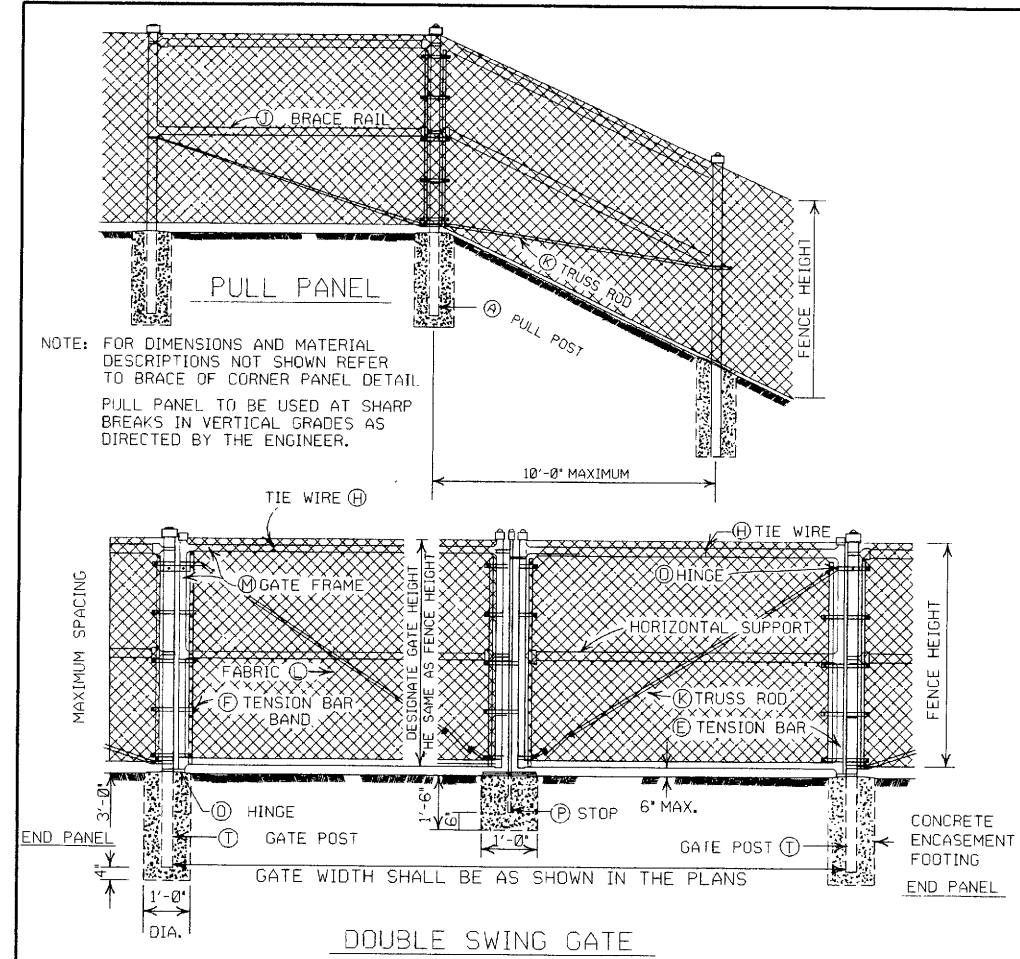 Ⓙ BRACE RAIL
PULL PANEL
Ⓚ TRUSS ROD
Ⓐ PULL POST
FENCE HEIGHT
NOTE: FOR DIMENSIONS AND MATERIAL
DESCRIPTIONS NOT SHOWN REFER
TO BRACE OF CORNER PANEL DETAIL
PULL PANEL TO BE USED AT SHARP
BREAKS IN VERTICAL GRADES AS
DIRECTED BY THE ENGINEER.
10'-0" MAXIMUM
TIE WIRE Ⓗ
Ⓗ TIE WIRE
MAXIMUM SPACING
Ⓜ GATE FRAME
DESIGNATE GATE HEIGHT
HE SAME AS FENCE HEIGHT
Ⓞ HINGE
HORIZONTAL SUPPORT
FENCE HEIGHT
FABRIC Ⓛ
Ⓕ TENSION BAR
BAND
Ⓚ TRUSS ROD
Ⓔ TENSION BAR
3'-0"
Ⓞ HINGE
1'-6"
6"
Ⓟ STOP
6" MAX.
END PANEL
Ⓣ GATE POST
1'-0"
GATE POST Ⓣ
CONCRETE
ENCASEMENT
FOOTING
4"
GATE WIDTH SHALL BE AS SHOWN IN THE PLANS
END PANEL
1'-0"
DIA.
DOUBLE SWING GATE